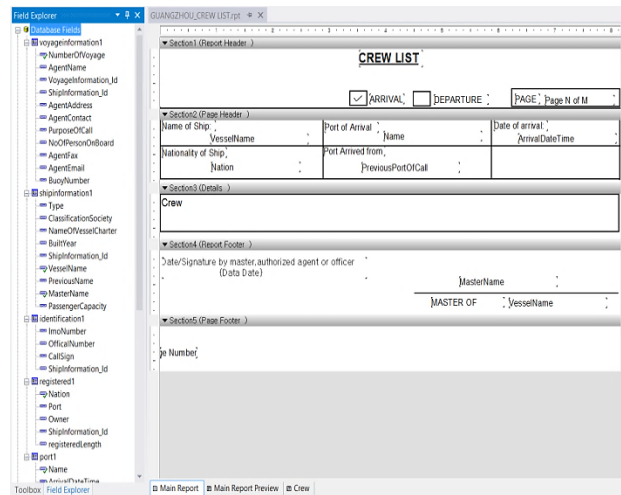 Field Explorer
GUANGZHOU_CREW LIST.rpt
Database Fields
voyageinformation1
NumberOfVoyage
AgentName
VoyageInformation_Id
ShipInformation_Id
AgentAddress
AgentContact
PurposeOfCall
NoOfPersonOnBoard
AgentFax
AgentEmail
BuoyNumber
shipinformation1
Type
ClassificationSociety
NameOfVesselCharter
BuiltYear
ShipInformation_Id
VesselName
PreviousName
MasterName
PassengerCapacity
identification1
ImoNumber
OfficalNumber
CallSign
ShipInformation_Id
registered1
Nation
Port
Owner
ShipInformation_Id
registeredLength
port1
Name
ArrivalDateTime
Toolbox Field Explorer
Section1 (Report Header )
CREW LIST
ARRIVAL DEPARTURE PAGE Page N of M
Section2 (Page Header )
Name of Ship: Port of Arrival Date of arrival:
VesselName Name ArrivalDateTime
Nationality of Ship Port Arrived from
Nation PreviousPortOfCall
Section3 (Details )
Crew
Section4 (Report Footer )
Date/Signature by master, authorized agent or officer
(Data Date)
MasterName
MASTER OF VesselName
Section5 (Page Footer )
ge Number
Main Report Main Report Preview Crew